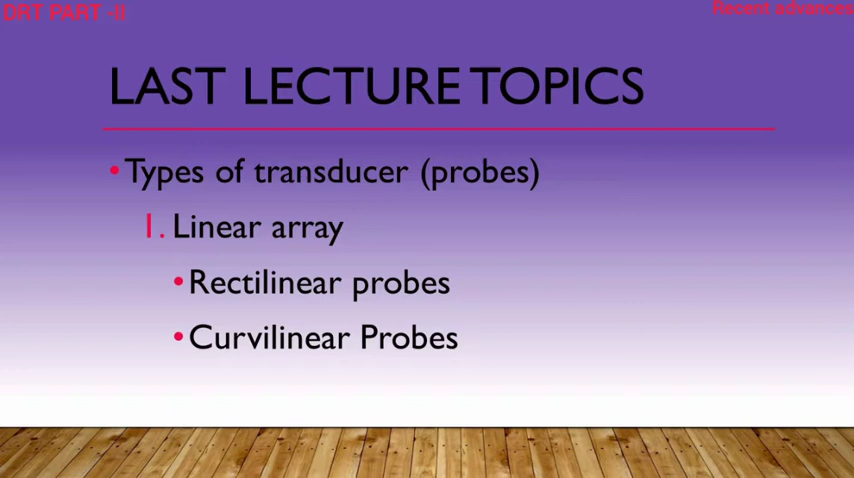 DRT PART -II
Recent advances
LAST LECTURE TOPICS
•Types of transducer (probes)
1. Linear array
•Rectilinear probes
•Curvilinear Probes